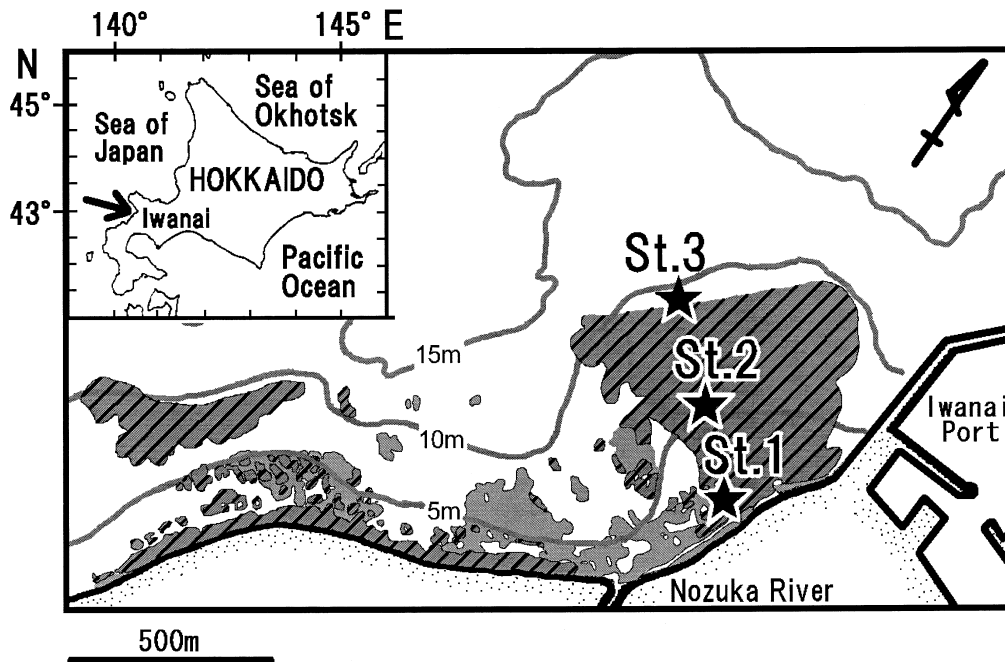 140° 145° E
N
45°
43°
Sea of
Okhotsk
Sea of
Japan
HOKKAIDO
Iwanai
Pacific
Ocean
St.3
15m
St.2
10m
Iwanai
Port
St.1
5m
Nozuka River
500m